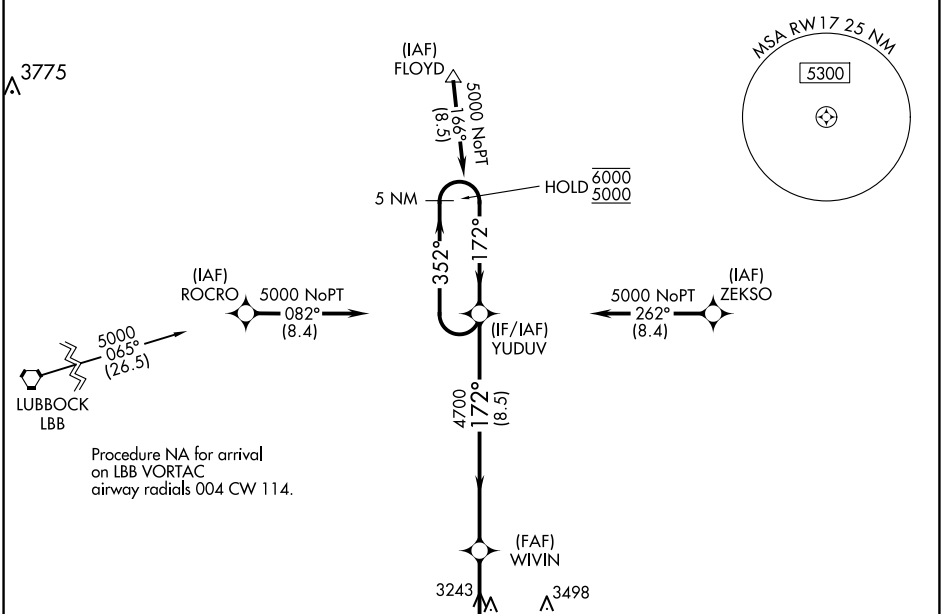 3775
(IAF)
FLOYD
5000 NoPT
166°
(8.5)
MSA RW17 25 NM
5300
5 NM
HOLD 6000
5000
352°
172°
(IAF)
ROCRO
5000 NoPT
082°
(8.4)
(IF/IAF)
YUDUV
5000 NoPT
262°
(8.4)
(IAF)
ZEKSO
5000
065°
(26.5)
LUBBOCK
LBB
4700
172°
(8.5)
Procedure NA for arrival
on LBB VORTAC
airway radials 004 CW 114.
(FAF)
WIVIN
3243
3498